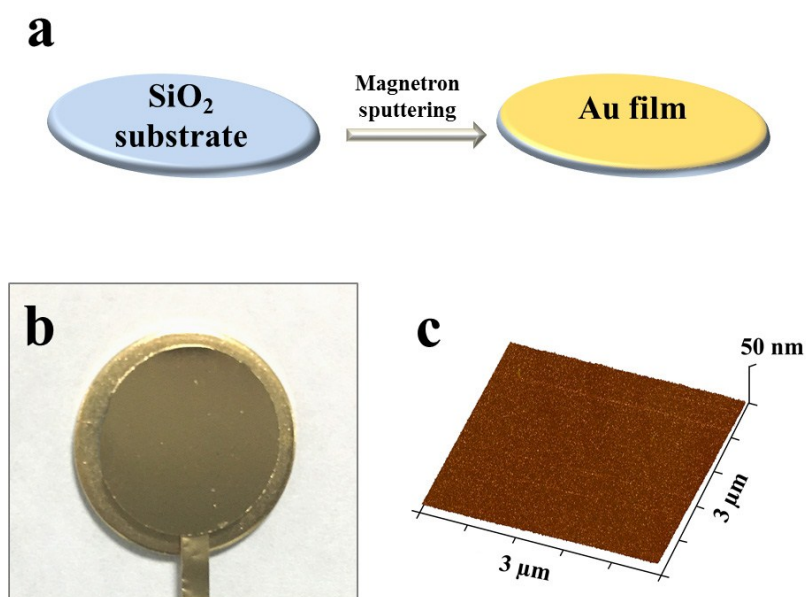 a
SiO₂
substrate
Magnetron
sputtering
Au film
b
c
50 nm
3 μm
3 μm